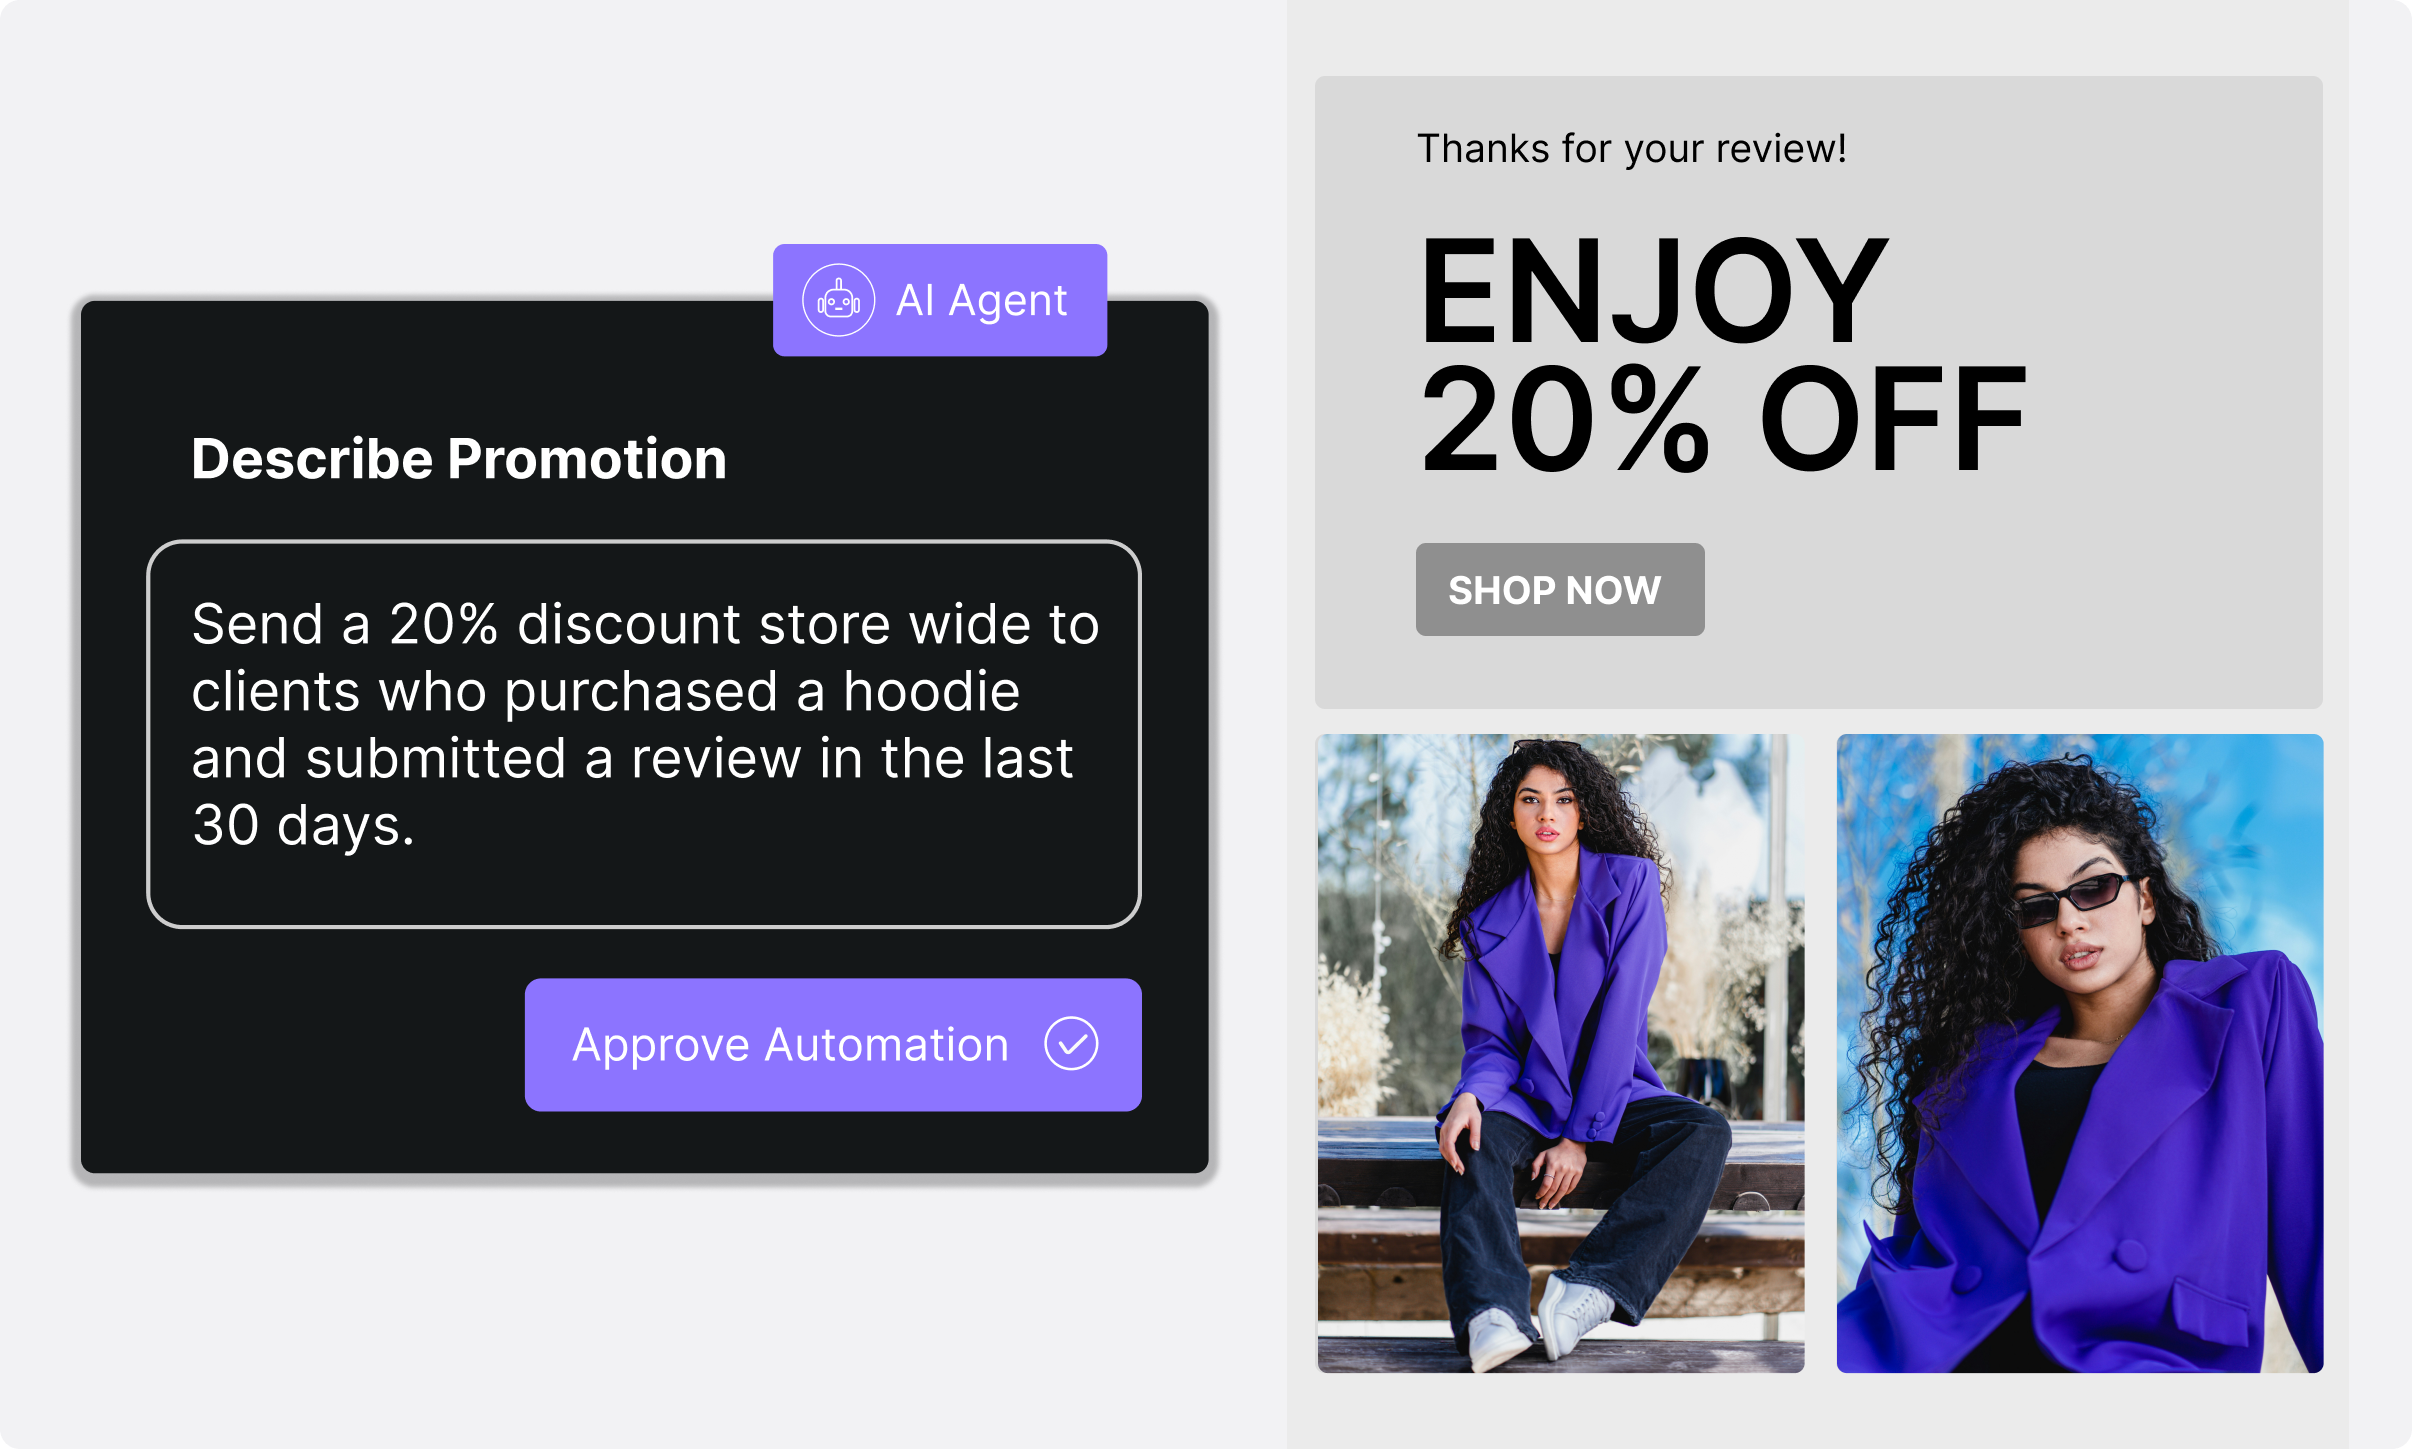 AI Agent
Describe Promotion
Send a 20% discount store wide to
clients who purchased a hoodie
and submitted a review in the last
30 days.
Approve Automation
Thanks for your review!
ENJOY
20% OFF
SHOP NOW